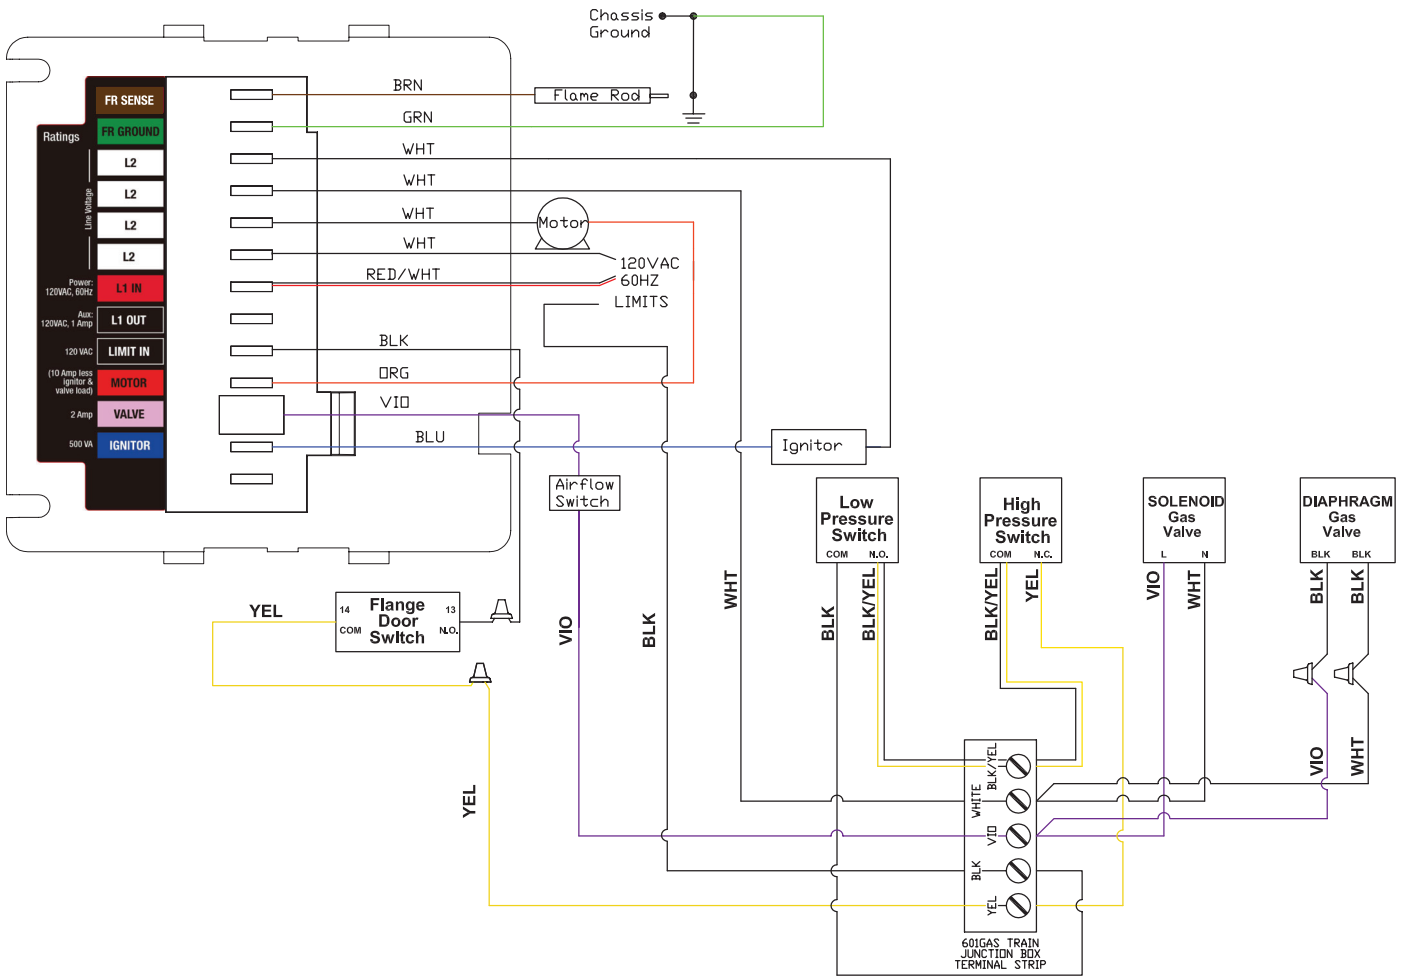 Chassis
Ground
FR SENSE
BRN
Flame Rod
Ratings
FR GROUND
GRN
Line Voltage
L2
WHT
L2
WHT
L2
WHT
Motor
L2
WHT
120VAC
60HZ
Power:
120VAC, 60Hz
L1 IN
RED/WHT
LIMITS
Aux:
120VAC, 1 Amp
L1 OUT
120 VAC
LIMIT IN
BLK
(10 Amp less
ignitor &
valve load)
MOTOR
ORG
2 Amp
VALVE
VIO
500 VA
IGNITOR
BLU
Ignitor
Airflow
Switch
Low
Pressure
Switch
COM
N.O.
High
Pressure
Switch
COM
N.C.
SOLENOID
Gas
Valve
L
N
DIAPHRAGM
Gas
Valve
BLK
BLK
YEL
14
COM
Flange
Door
Switch
13
N.O.
VIO
BLK
WHT
BLK
BLK/YEL
BLK/YEL
YEL
VIO
WHT
BLK
BLK
VIO
WHT
YEL
BLK/YEL
WHITE
VIO
BLK
YEL
601GAS TRAIN
JUNCTION BOX
TERMINAL STRIP